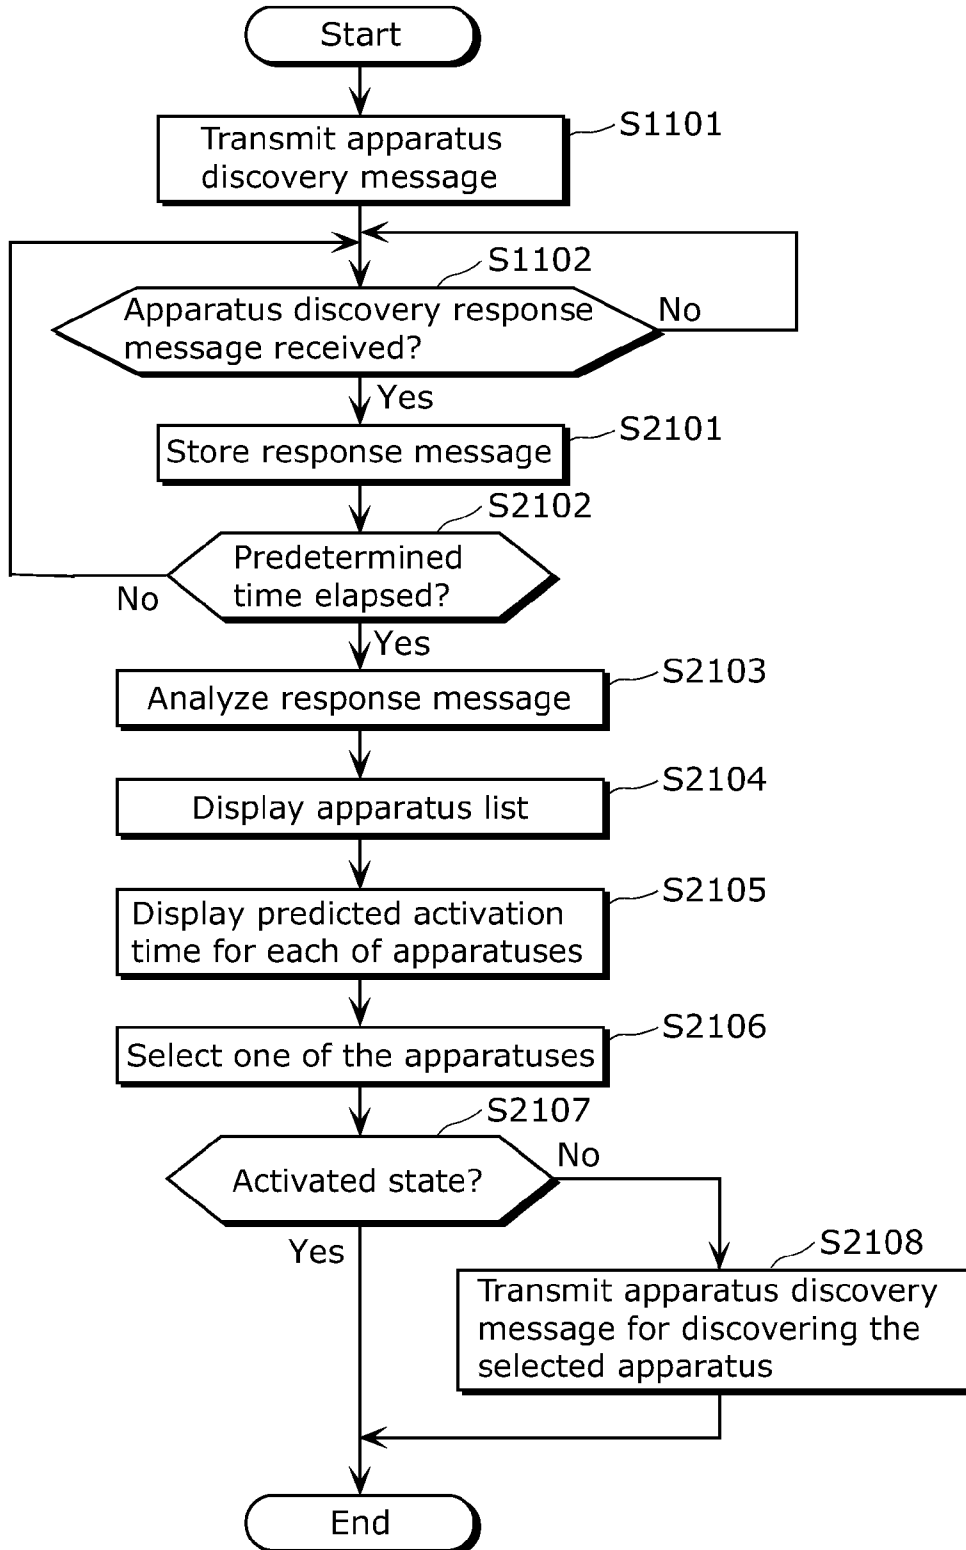 Start
S1101
Transmit apparatus
discovery message
S1102
Apparatus discovery response
message received?
No
Yes
S2101
Store response message
S2102
Predetermined
time elapsed?
No
Yes
S2103
Analyze response message
S2104
Display apparatus list
S2105
Display predicted activation
time for each of apparatuses
S2106
Select one of the apparatuses
S2107
Activated state?
No
Yes
S2108
Transmit apparatus discovery
message for discovering the
selected apparatus
End